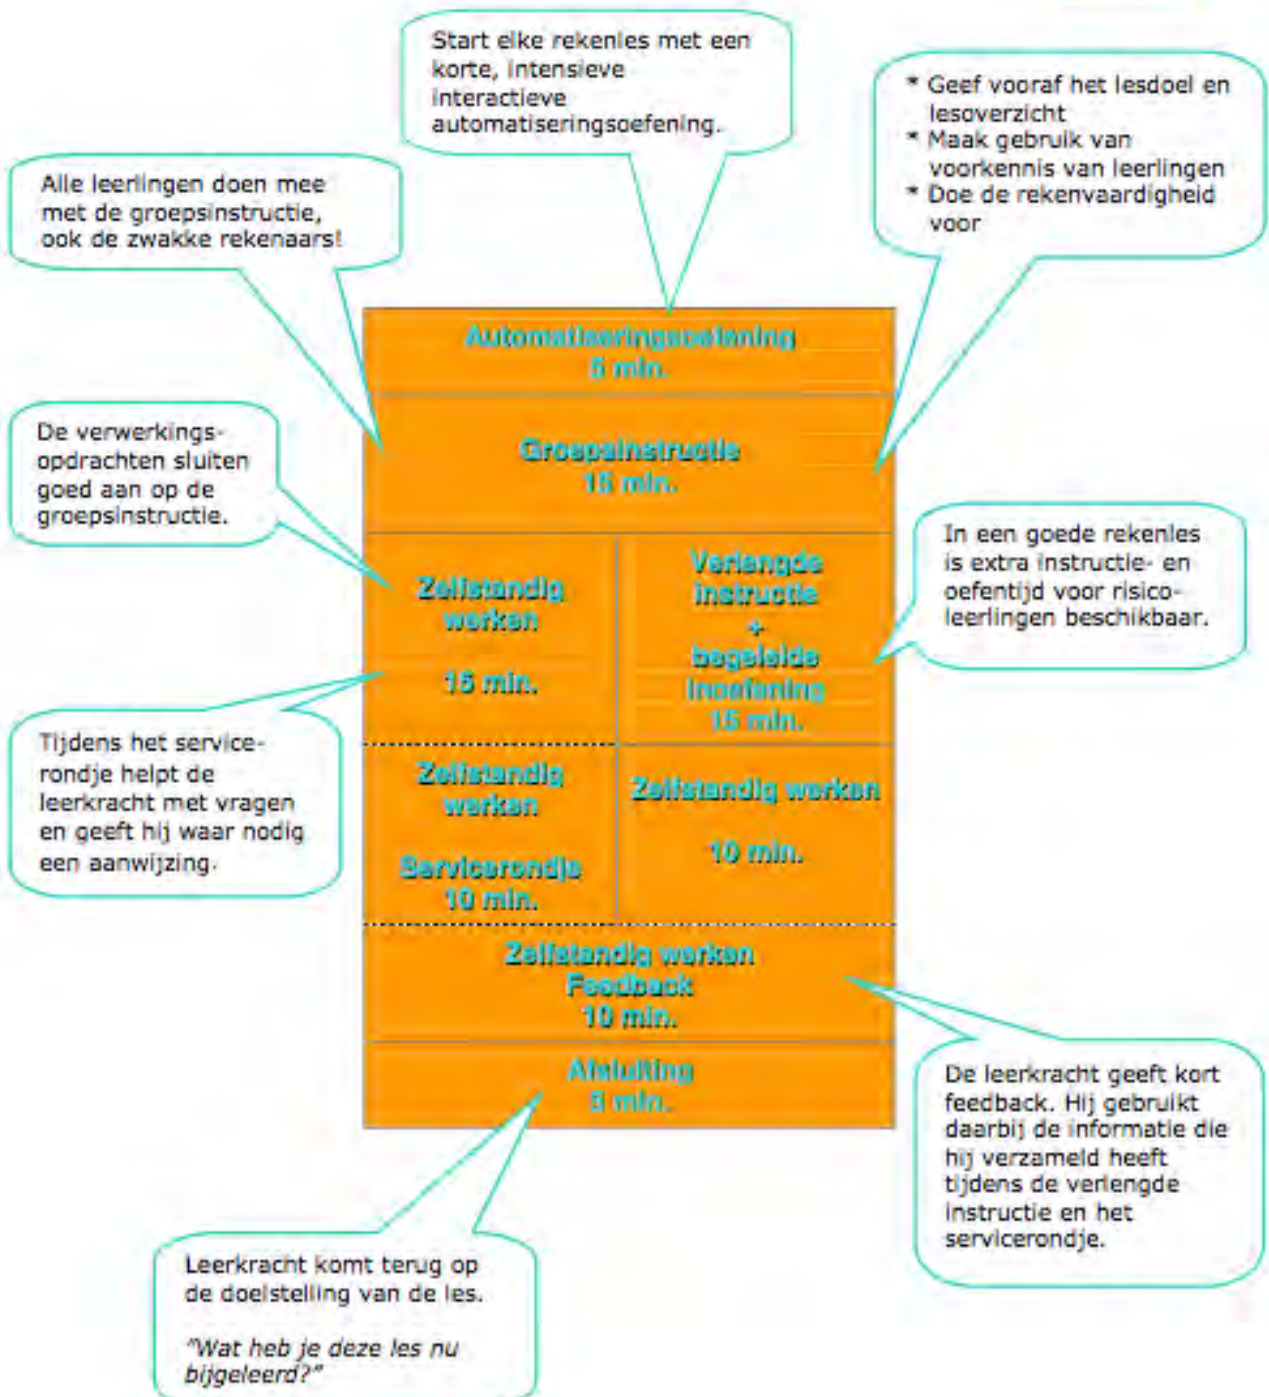 Start elke rekenles met een
korte, intensieve
interactieve
automatiseringsoefening.
* Geef vooraf het lesdoel en
lesoverzicht
* Maak gebruik van
voorkennis van leerlingen
* Doe de rekenvaardigheid
voor
Alle leerlingen doen mee
met de groepsinstructie,
ook de zwakke rekenaars!
Automatiseringsoefening
5 min.
Groepsinstructie
15 min.
De verwerkings-
opdrachten sluiten
goed aan op de
groepsinstructie.
Zelfstandig
werken
15 min.
Verlengde
instructie
+
begeleide
inoefening
15 min.
In een goede rekenles
is extra instructie- en
oefentijd voor risico-
leerlingen beschikbaar.
Tijdens het service-
rondje helpt de
leerkracht met vragen
en geeft hij waar nodig
een aanwijzing.
Zelfstandig
werken
Servicerondje
10 min.
Zelfstandig werken
10 min.
Zelfstandig werken
Feedback
10 min.
Afsluiting
5 min.
De leerkracht geeft kort
feedback. Hij gebruikt
daarbij de informatie die
hij verzameld heeft
tijdens de verlengde
instructie en het
servicerondje.
Leerkracht komt terug op
de doelstelling van de les.
"Wat heb je deze les nu
bijgeleerd?"